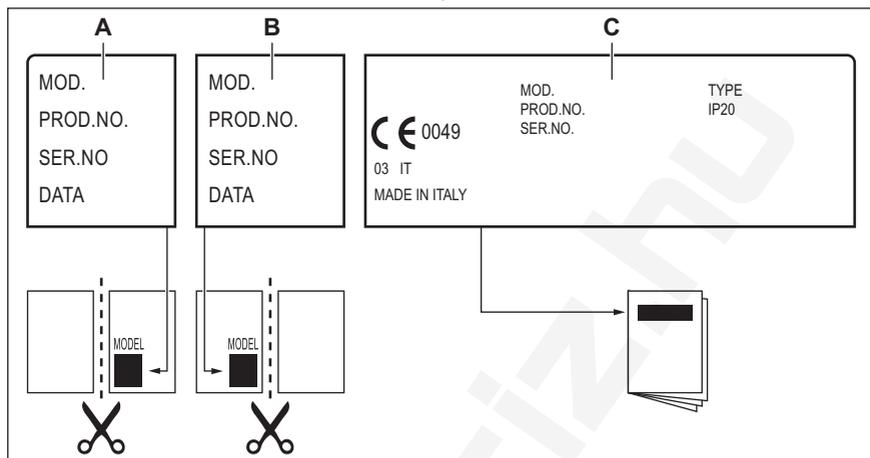 A
B
C
MOD.
PROD.NO.
SER.NO
DATA
MOD.
PROD.NO.
SER.NO
DATA
MOD.
PROD.NO.
SER.NO.
TYPE
IP20
CE 0049
03 IT
MADE IN ITALY
MODEL
MODEL